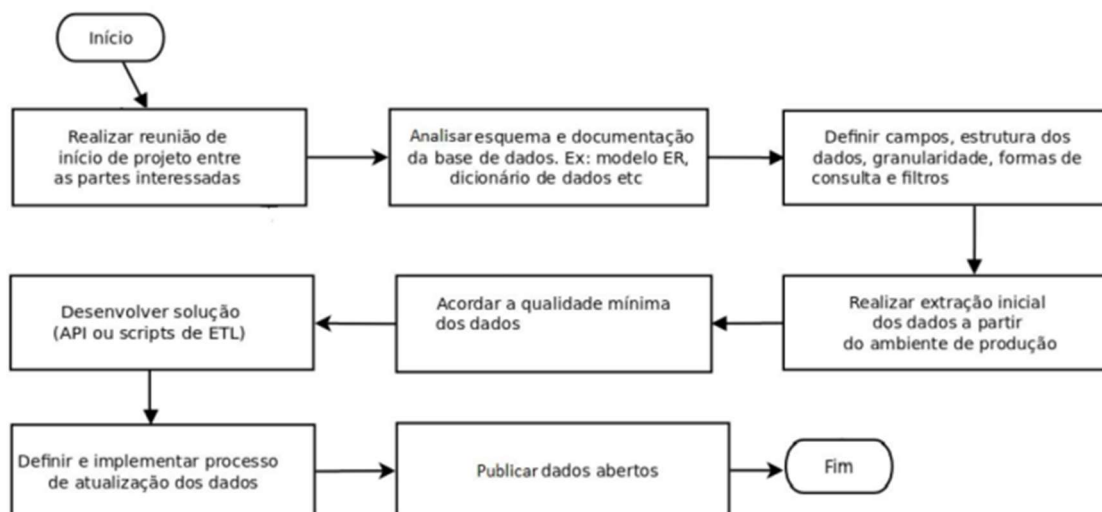 Início
Realizar reunião de
início de projeto entre
as partes interessadas
Analisar esquema e documentação
da base de dados. Ex: modelo ER,
dicionário de dados etc
Definir campos, estrutura dos
dados, granularidade, formas de
consulta e filtros
Realizar extração inicial
dos dados a partir
do ambiente de produção
Acordar a qualidade mínima
dos dados
Desenvolver solução
(API ou scripts de ETL)
Definir e implementar processo
de atualização dos dados
Publicar dados abertos
Fim